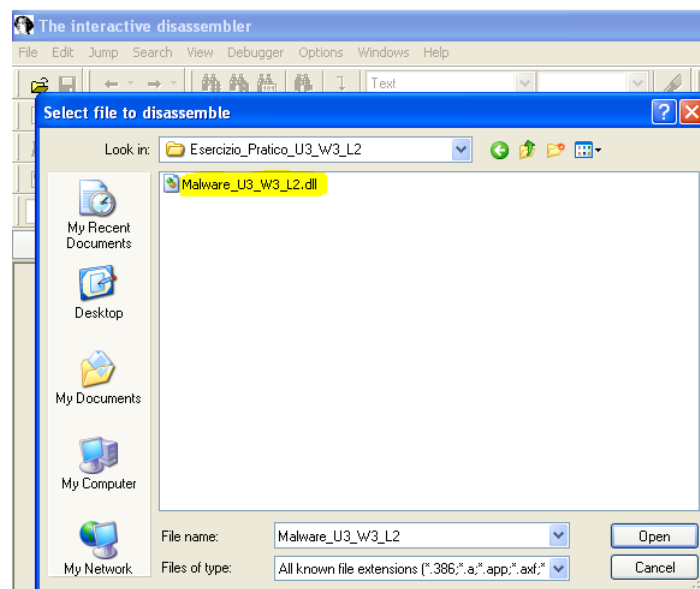 The interactive disassembler
File Edit Jump Search View Debugger Options Windows Help
Text
Select file to disassemble
Look in: Esercizio_Pratico_U3_W3_L2
Malware_U3_W3_L2.dll
My Recent
Documents
Desktop
My Documents
My Computer
My Network
File name: Malware_U3_W3_L2 Open
Files of type: All known file extensions (*.386;*.a;*.app;*.axf;* Cancel